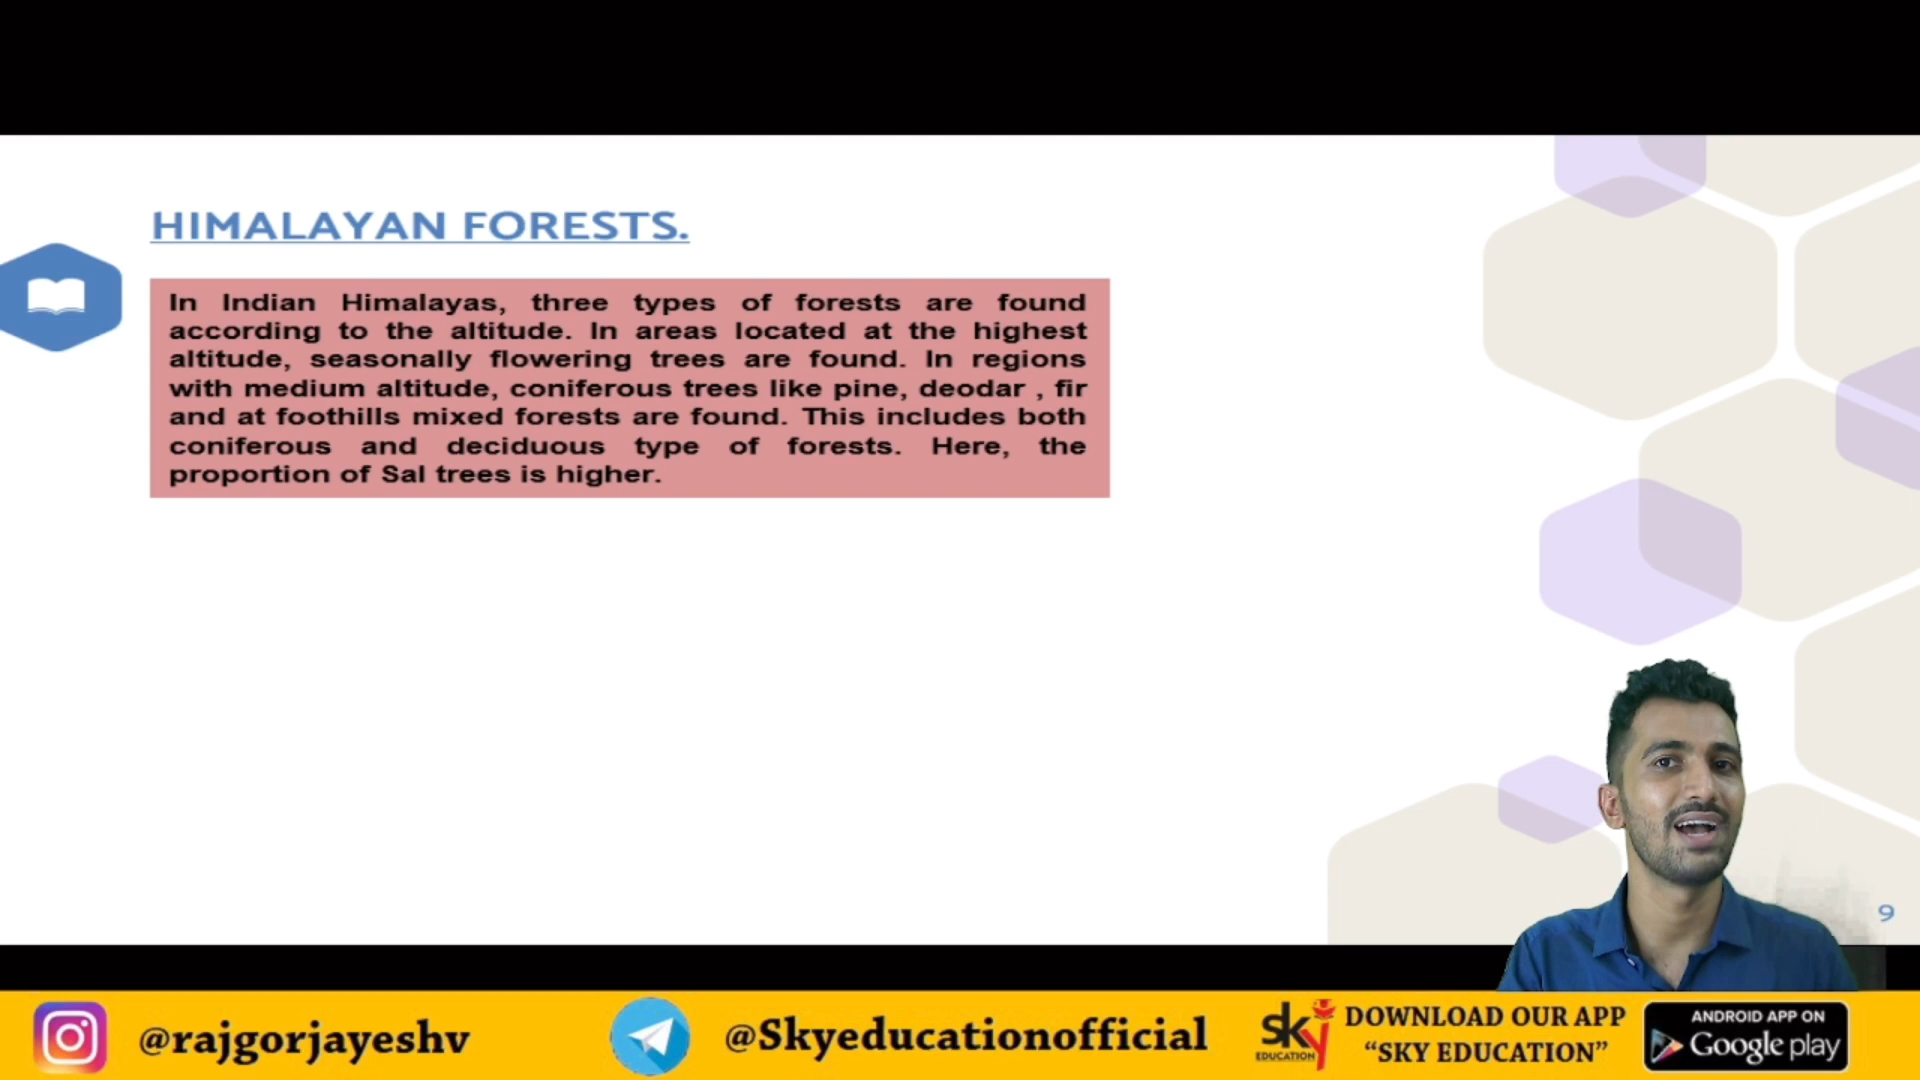 HIMALAYAN FORESTS.
In Indian Himalayas, three types of forests are found
according to the altitude. In areas located at the highest
altitude, seasonally flowering trees are found. In regions
with medium altitude, coniferous trees like pine, deodar , fir
and at foothills mixed forests are found. This includes both
coniferous and deciduous type of forests. Here, the
proportion of Sal trees is higher.
9
@rajgorjayeshv
@Skyeducationofficial
sky
EDUCATION
DOWNLOAD OUR APP
“SKY EDUCATION”
ANDROID APP ON
Google play